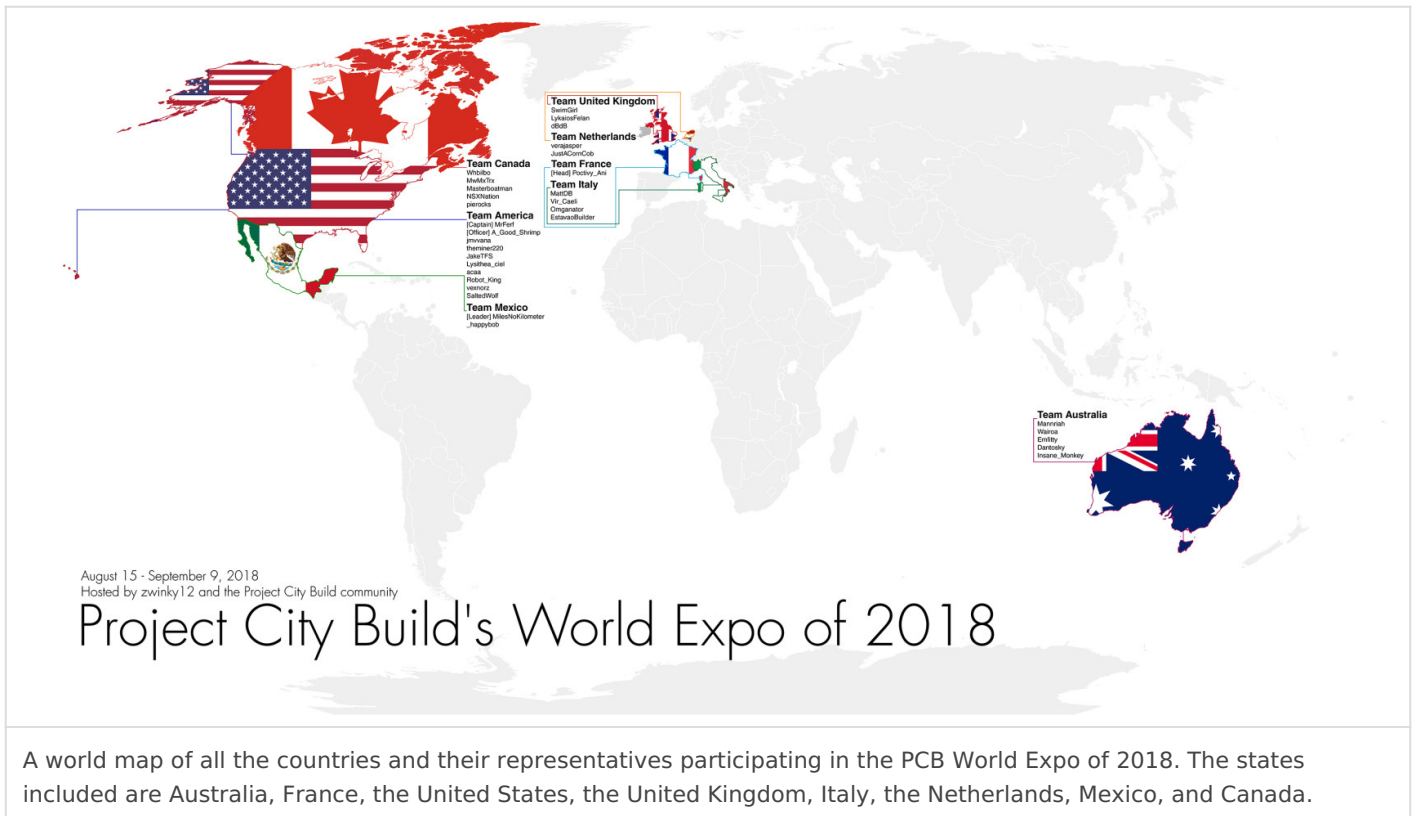 Team Canada
Whbilbo
MwMxTrx
Masterboatman
NSXNation
pierocks
Team America
[Captain] MrFerf
[Officer] A_Good_Shrimp
jmvvana
theminer220
JakeTFS
Lysithea_ciel
acaa
Robot_King
vexnorz
SaltedWolf
Team Mexico
[Leader] MilesNoKilometer
_happybob
Team United Kingdom
SwimGirl
LykaiosFelan
dBdB
Team Netherlands
verajasper
JustAComCob
Team France
[Head] Poctivy_Ani
Team Italy
MattDB
Vir_Caeli
Omganator
EstavaoBuilder
Team Australia
Mannriah
Wairoa
Emfitty
Dantosky
Insane_Monkey
August 15 - September 9, 2018
Hosted by zwinky12 and the Project City Build community
Project City Build's World Expo of 2018
A world map of all the countries and their representatives participating in the PCB World Expo of 2018. The states
included are Australia, France, the United States, the United Kingdom, Italy, the Netherlands, Mexico, and Canada.